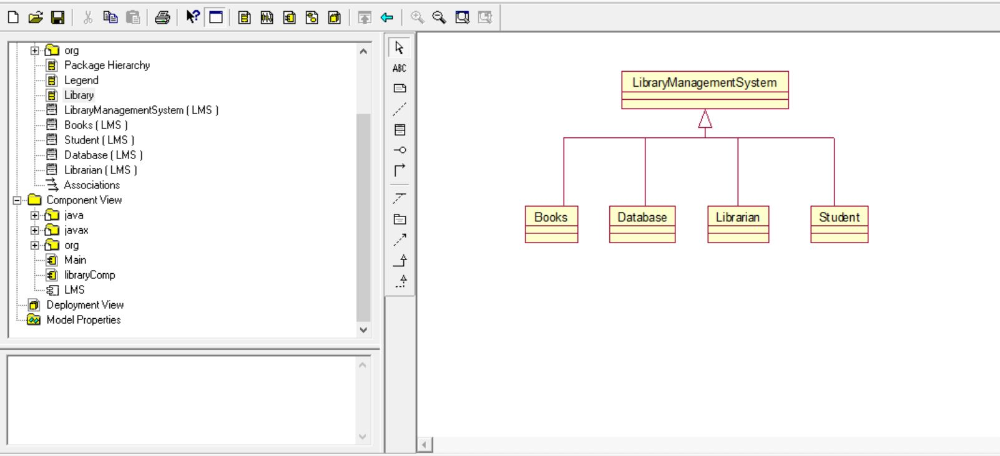 org
Package Hierarchy
Legend
Library
LibraryManagementSystem ( LMS )
Books ( LMS )
Student ( LMS )
Database ( LMS )
Librarian ( LMS )
Associations
Component View
java
javax
org
Main
libraryComp
LMS
Deployment View
Model Properties
ABC
LibraryManagementSystem
Books
Database
Librarian
Student